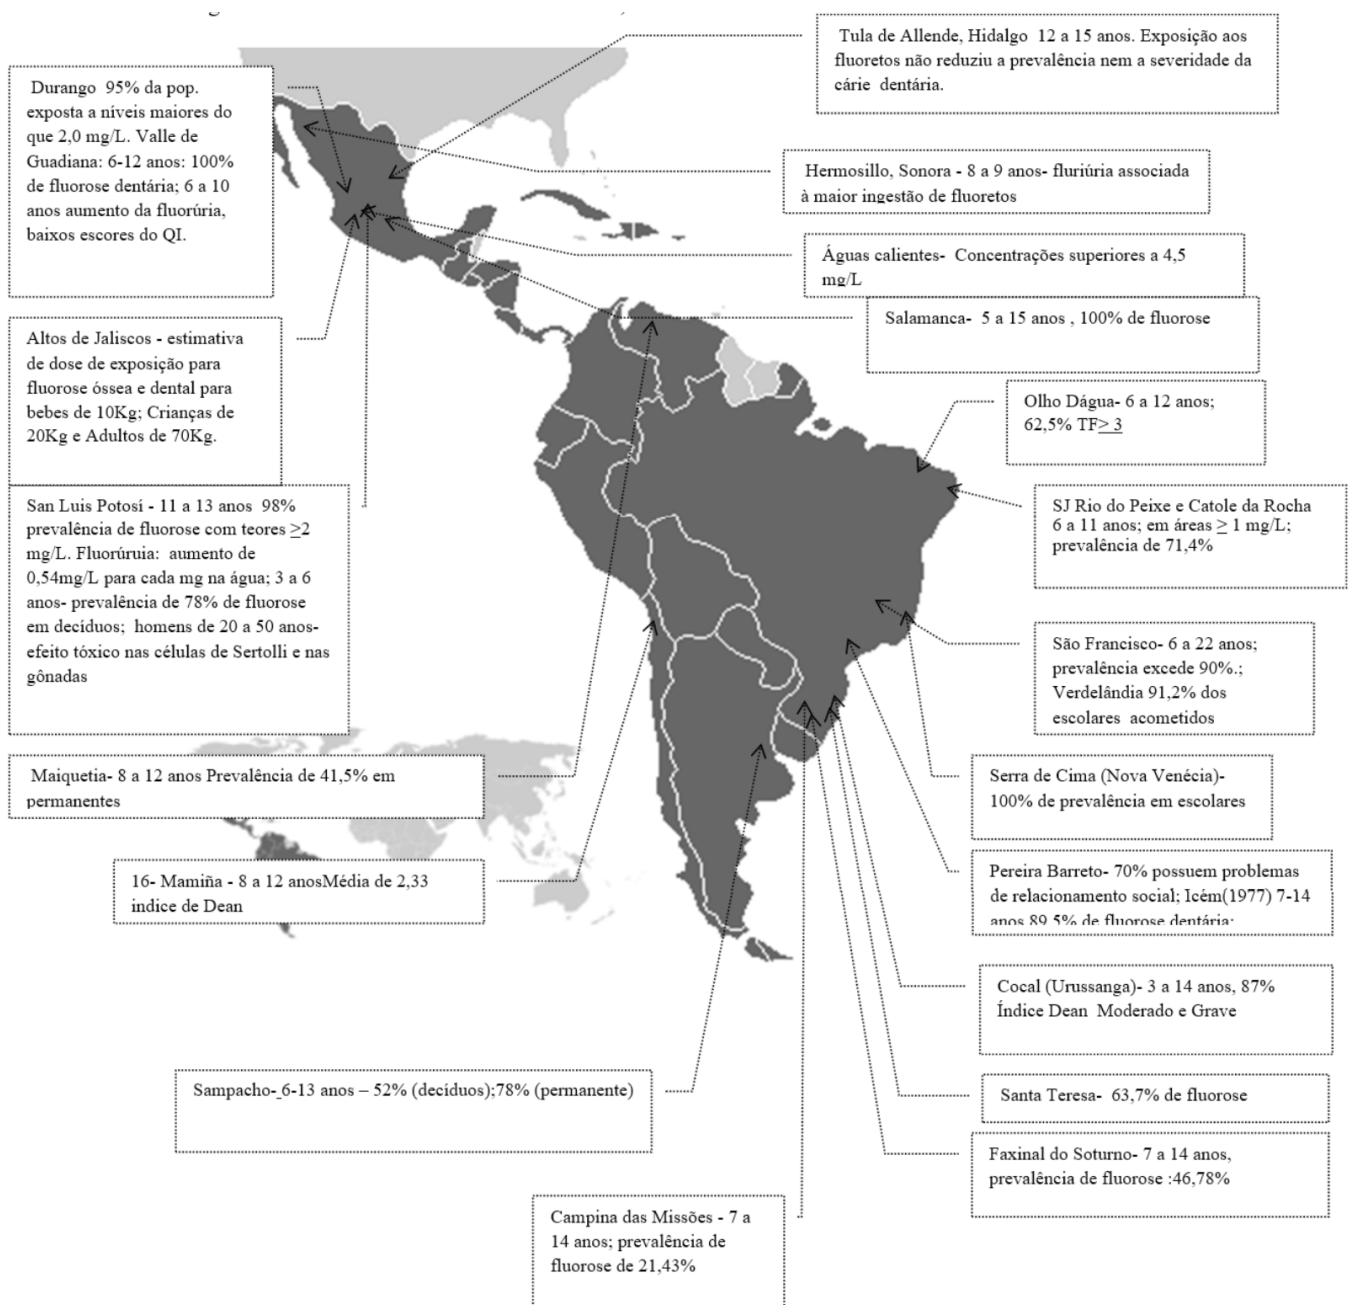 Tula de Allende, Hidalgo 12 a 15 anos. Exposição aos
fluoretos não reduziu a prevalência nem a severidade da
cárie dentária.
Durango 95% da pop.
exposta a níveis maiores do
que 2,0 mg/L. Valle de
Guadiana: 6-12 anos: 100%
de fluorose dentária; 6 a 10
anos aumento da fluorúria,
baixos escores do QI.
Hermosillo, Sonora - 8 a 9 anos- fluriúria associada
à maior ingestão de fluoretos
Águas calientes- Concentrações superiores a 4,5
mg/L
Salamanca- 5 a 15 anos , 100% de fluorose
Altos de Jaliscos - estimativa
de dose de exposição para
fluorose óssea e dental para
bebes de 10Kg; Crianças de
20Kg e Adultos de 70Kg.
Olho Dágua- 6 a 12 anos;
62,5% TF> 3
San Luis Potosí - 11 a 13 anos 98%
prevalência de fluorose com teores >2
mg/L. Fluorúruia: aumento de
0,54mg/L para cada mg na água; 3 a 6
anos- prevalência de 78% de fluorose
em decíduos; homens de 20 a 50 anos-
efeito tóxico nas células de Sertolli e nas
gônadas
SJ Rio do Peixe e Catole da Rocha
6 a 11 anos; em áreas > 1 mg/L;
prevalência de 71,4%
São Francisco- 6 a 22 anos;
prevalência excede 90%.;
Verdelândia 91,2% dos
escolares acometidos
Maiquetia- 8 a 12 anos Prevalência de 41,5% em
permanentes
Serra de Cima (Nova Venécia)-
100% de prevalência em escolares
16- Mamiña - 8 a 12 anosMédia de 2,33
indice de Dean
Pereira Barreto- 70% possuem problemas
de relacionamento social; Icém(1977) 7-14
anos 89,5% de fluorose dentária;
Cocal (Urussanga)- 3 a 14 anos, 87%
Índice Dean Moderado e Grave
Sampacho- 6-13 anos – 52% (decíduos);78% (permanente)
Santa Teresa- 63,7% de fluorose
Faxinal do Soturno- 7 a 14 anos,
prevalência de fluorose :46,78%
Campina das Missões - 7 a
14 anos; prevalência de
fluorose de 21,43%